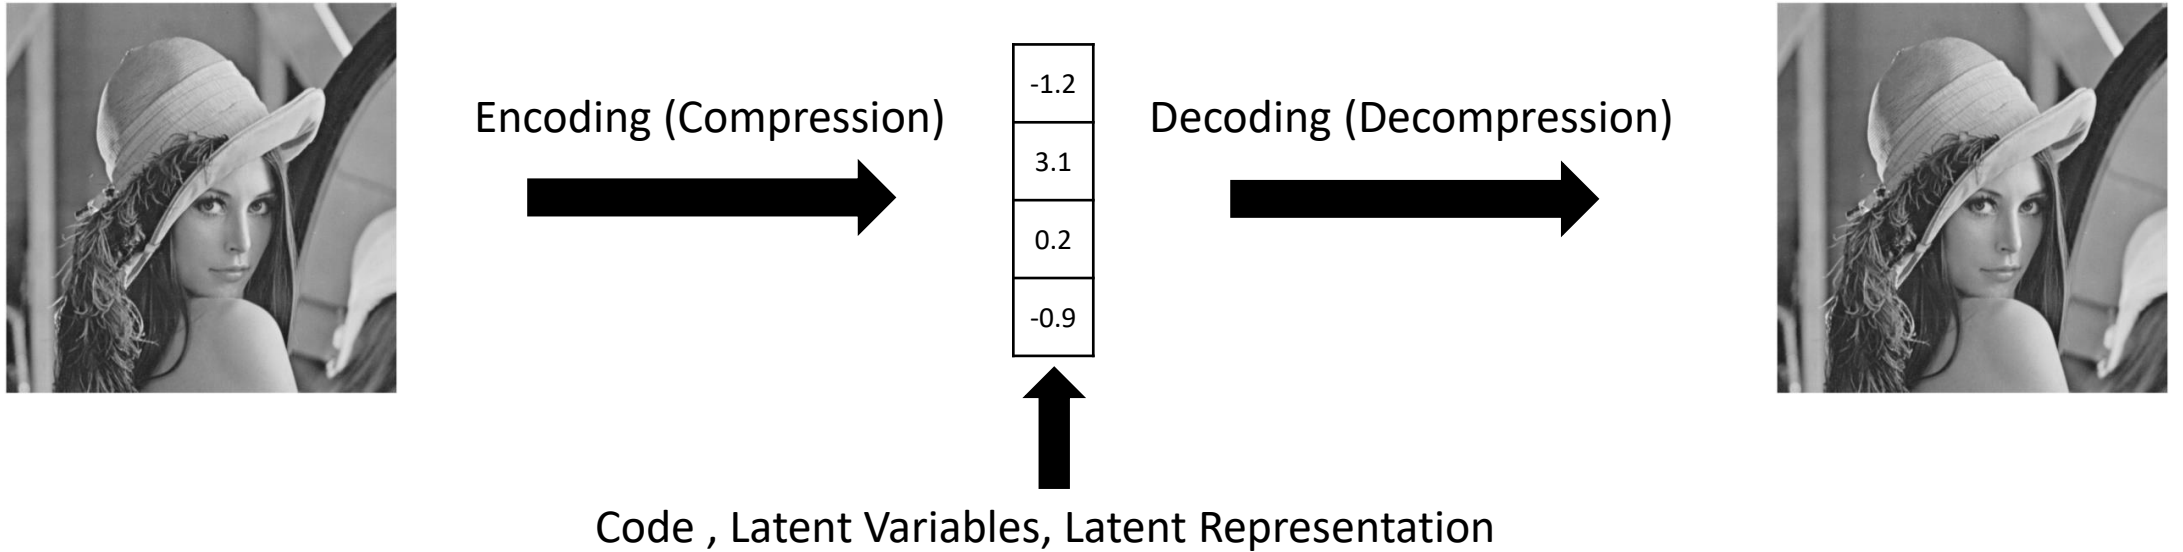 Encoding (Compression)
-1.2
3.1
0.2
-0.9
Decoding (Decompression)
Code , Latent Variables, Latent Representation